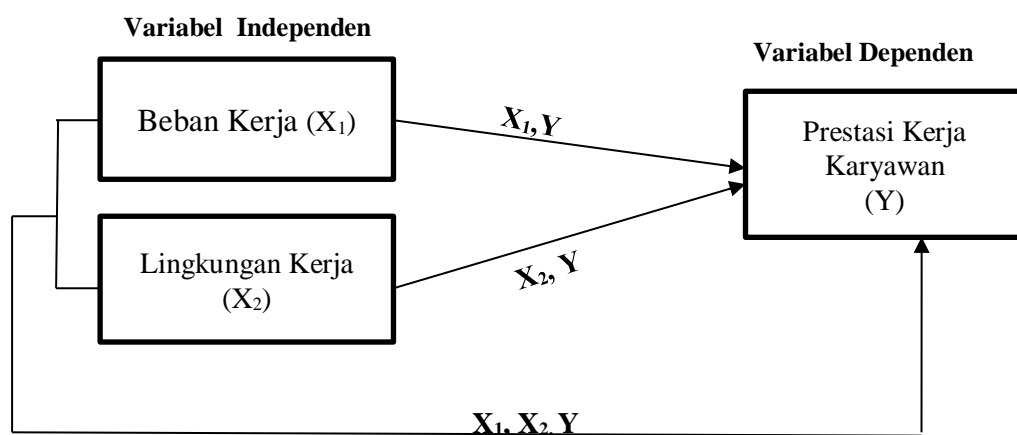 Variabel Independen
Variabel Dependen
Beban Kerja (X₁)
X₁, Y
Prestasi Kerja
Karyawan
(Y)
Lingkungan Kerja
(X₂)
X₂, Y
X₁, X₂, Y